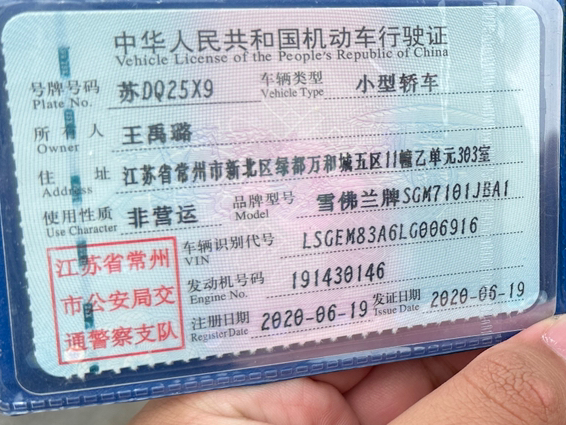 中华人民共和国机动车行驶证
Vehicle License of the People's Republic of China
号牌号码 苏DQ25X9 车辆类型 小型轿车
Plate No. Vehicle Type
所有人 王禹璐
Owner
住址 江苏省常州市新北区绿都万和城五区11幢乙单元303室
Address
使用性质 非营运 品牌型号 雪佛兰牌SGM7101JBA1
Use Character Model
车辆识别代号 LSGEM83A6LG006916
VIN
发动机号码 191430146
Engine No.
注册日期 2020-06-19 发证日期 2020-06-19
Register Date Issue Date
江苏省常州
市公安局交
通警察支队